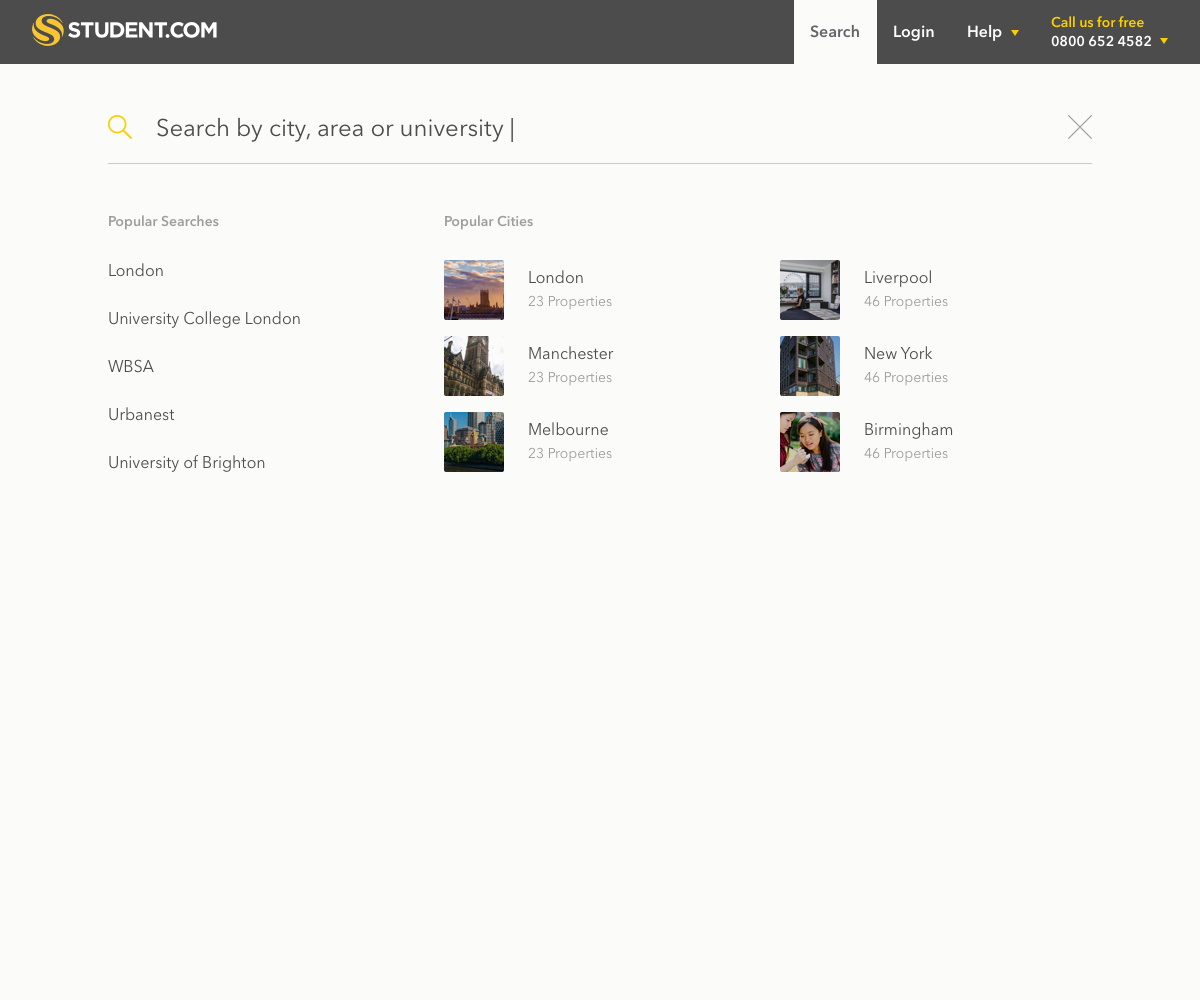 STUDENT.COM
Search
Login
Help
Call us for free
0800 652 4582
Search by city, area or university |
Popular Searches
London
University College London
WBSA
Urbanest
University of Brighton
Popular Cities
London
23 Properties
Liverpool
46 Properties
Manchester
23 Properties
New York
46 Properties
Melbourne
23 Properties
Birmingham
46 Properties